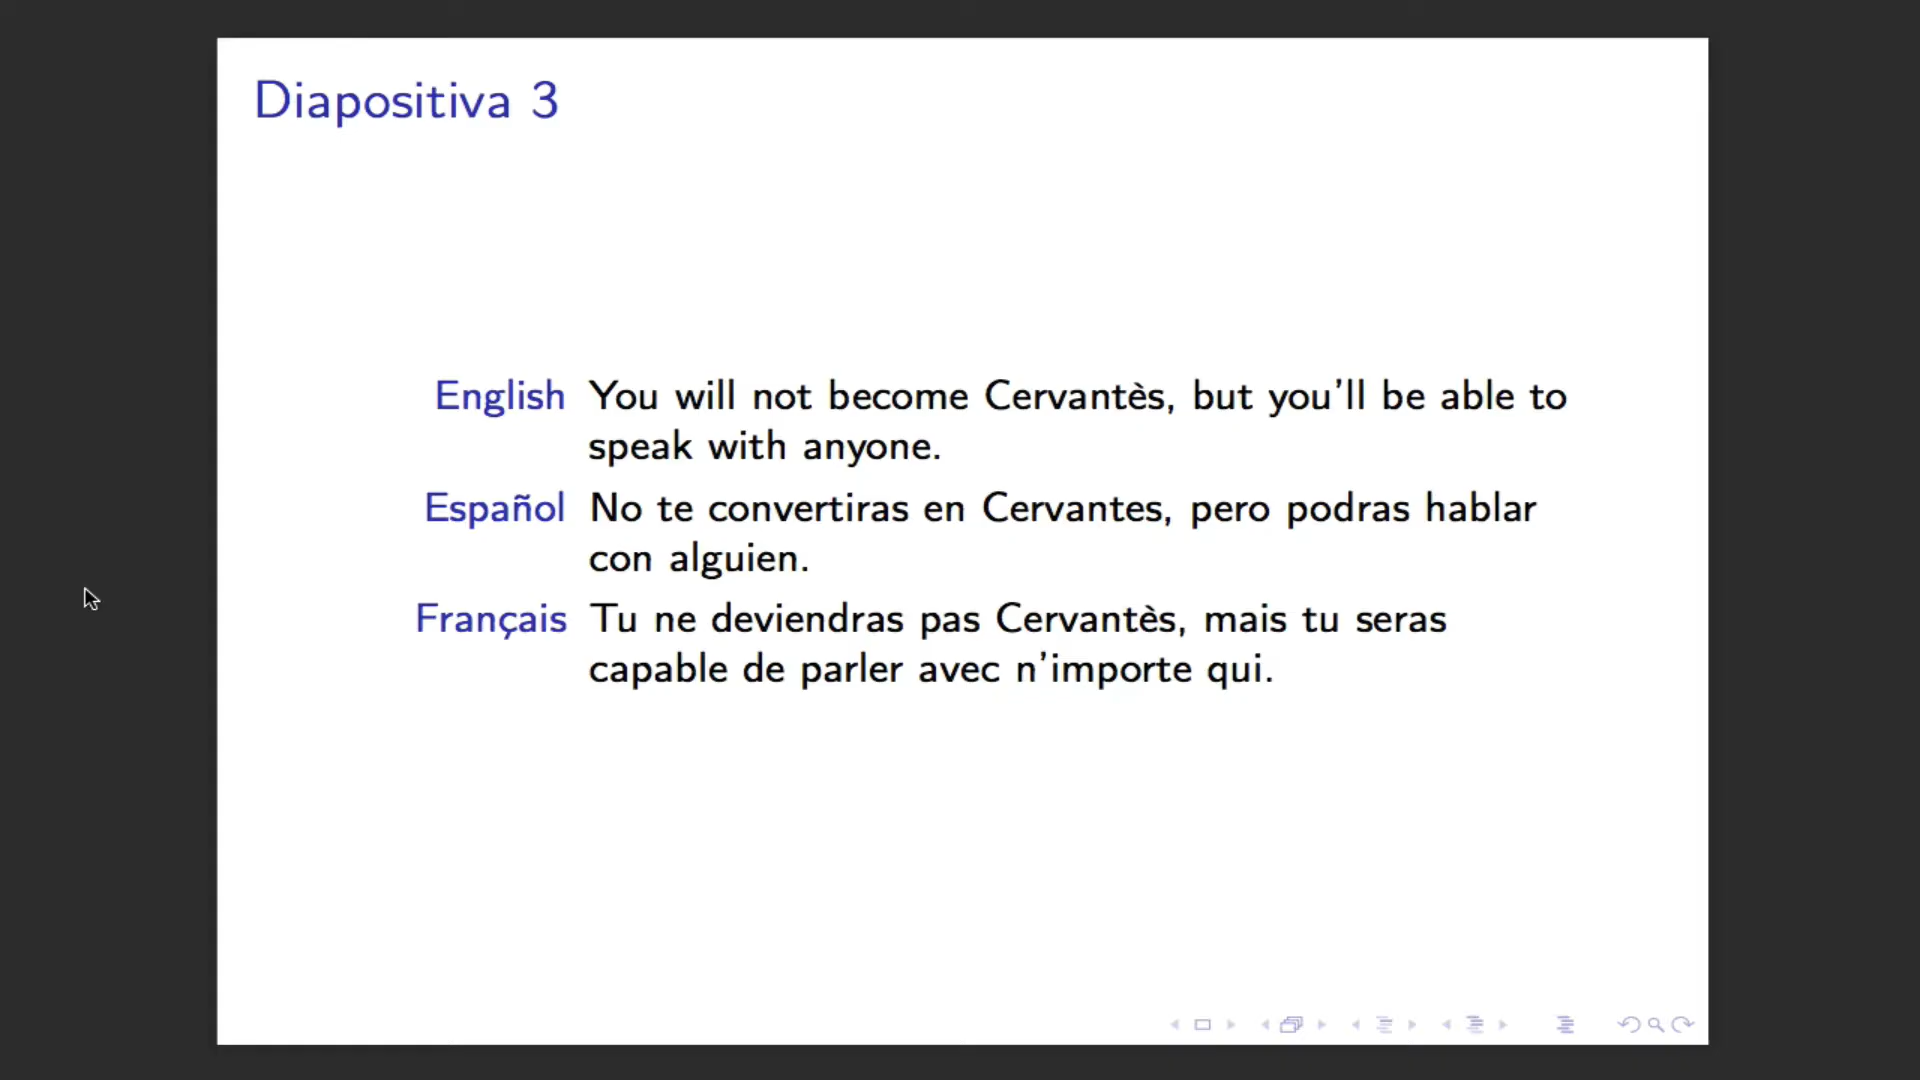 Diapositiva 3
English You will not become Cervantès, but you'll be able to
speak with anyone.
Español No te convertiras en Cervantes, pero podras hablar
con alguien.
Français Tu ne deviendras pas Cervantès, mais tu seras
capable de parler avec n'importe qui.